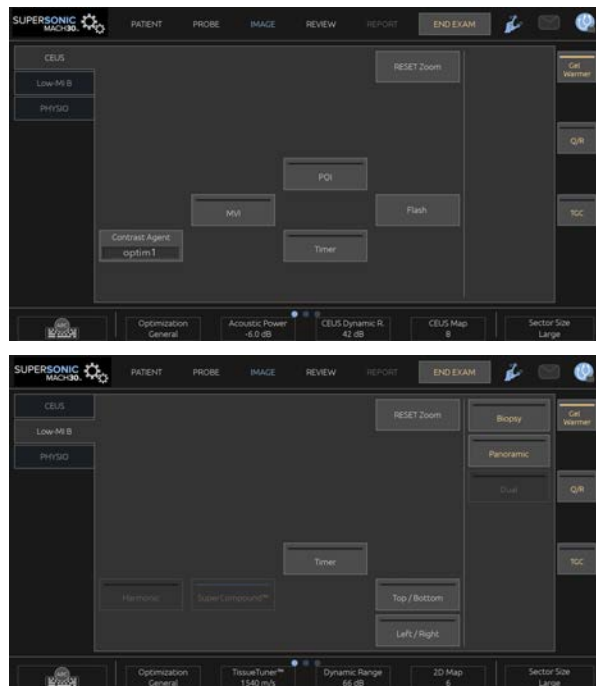 SUPERSONIC
MACH30.
PATIENT PROBE IMAGE REVIEW REPORT END EXAM
CEUS
RESET Zoom
Gel
Warmer
Low-MI B
PHYSIO
Q/R
POI
MVI
Flash
TGC
Contrast Agent
optim1
Timer
Optimization
General
Acoustic Power
-6.0 dB
CEUS Dynamic R.
42 dB
CEUS Map
8
Sector Size
Large
SUPERSONIC
MACH30.
PATIENT PROBE IMAGE REVIEW REPORT END EXAM
CEUS
RESET Zoom
Biopsy
Gel
Warmer
Low-MI B
PHYSIO
Panoramic
Dual
Q/R
Timer
TGC
Harmonic
SuperCompound™
Top / Bottom
Left / Right
Optimization
General
TissueTuner™
1540 m/s
Dynamic Range
66 dB
2D Map
6
Sector Size
Large